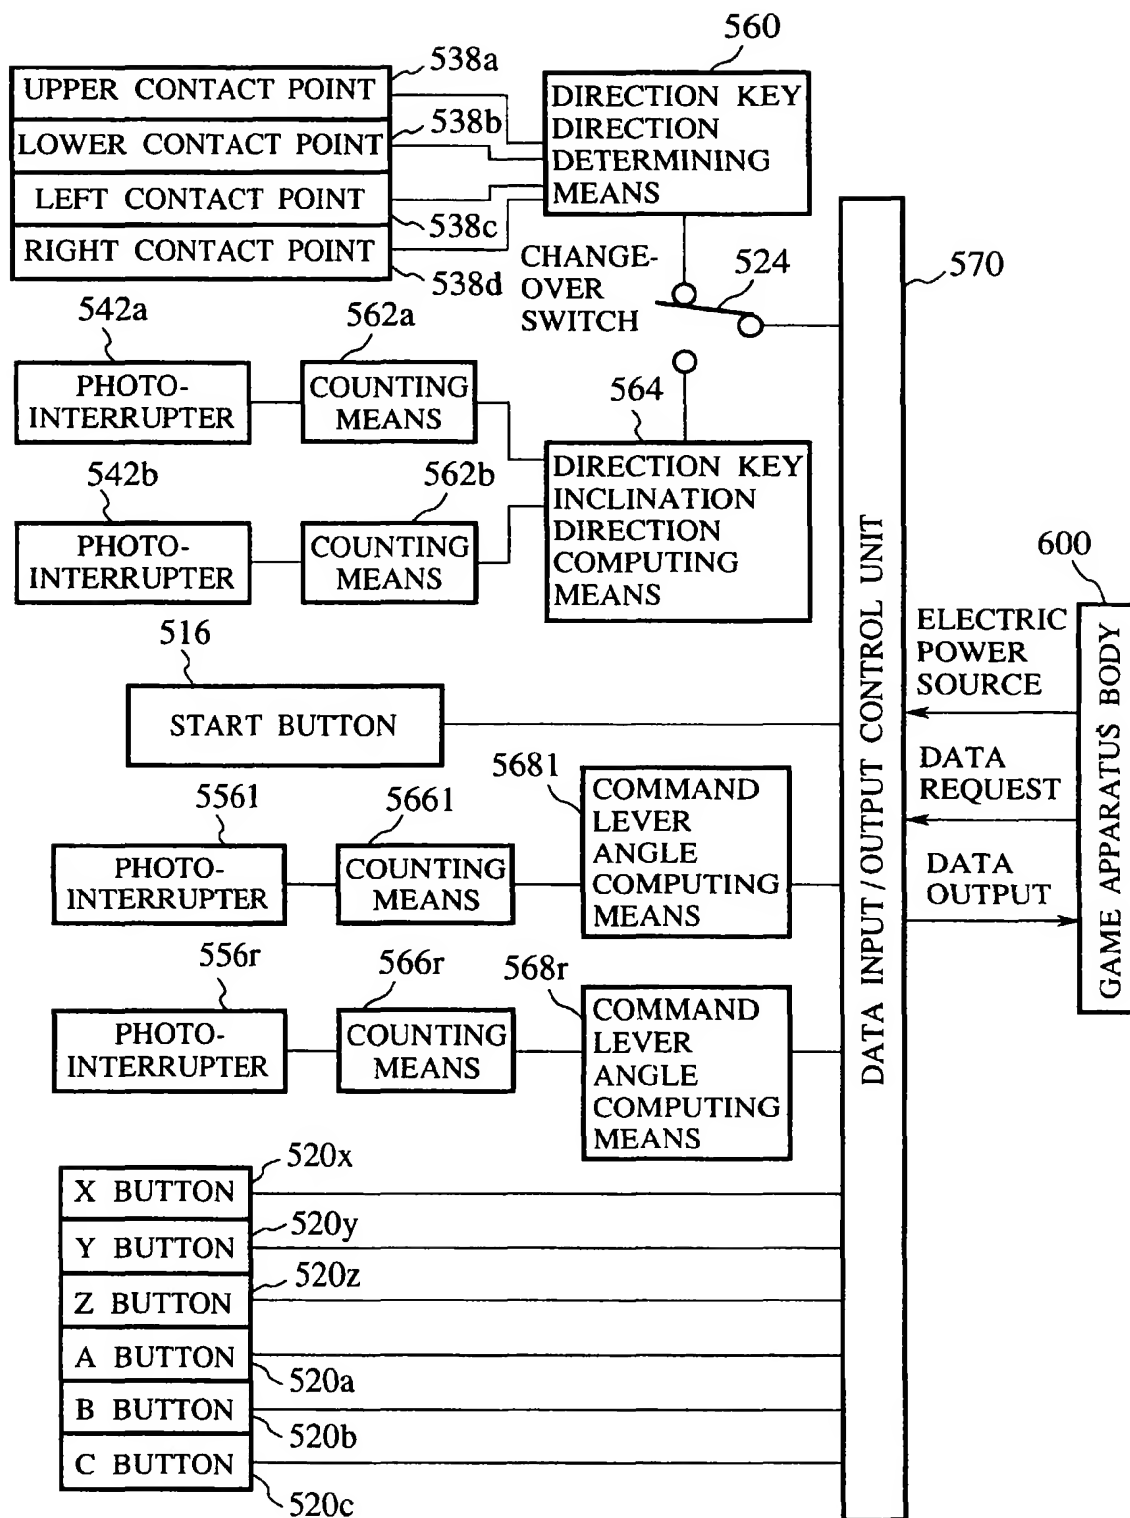 560
538a
UPPER CONTACT POINT
DIRECTION KEY
DIRECTION
DETERMINING
MEANS
538b
LOWER CONTACT POINT
LEFT CONTACT POINT
538c
RIGHT CONTACT POINT
538d
CHANGE-
OVER
SWITCH
524
570
542a
562a
PHOTO-
INTERRUPTER
COUNTING
MEANS
564
DIRECTION KEY
INCLINATION
DIRECTION
COMPUTING
MEANS
542b
562b
PHOTO-
INTERRUPTER
COUNTING
MEANS
DATA INPUT/OUTPUT CONTROL UNIT
600
GAME APPARATUS BODY
ELECTRIC
POWER
SOURCE
DATA
REQUEST
DATA
OUTPUT
516
START BUTTON
5561
5661
5681
PHOTO-
INTERRUPTER
COUNTING
MEANS
COMMAND
LEVER
ANGLE
COMPUTING
MEANS
556r
566r
568r
PHOTO-
INTERRUPTER
COUNTING
MEANS
COMMAND
LEVER
ANGLE
COMPUTING
MEANS
520x
X BUTTON
520y
Y BUTTON
520z
Z BUTTON
A BUTTON
520a
B BUTTON
520b
C BUTTON
520c